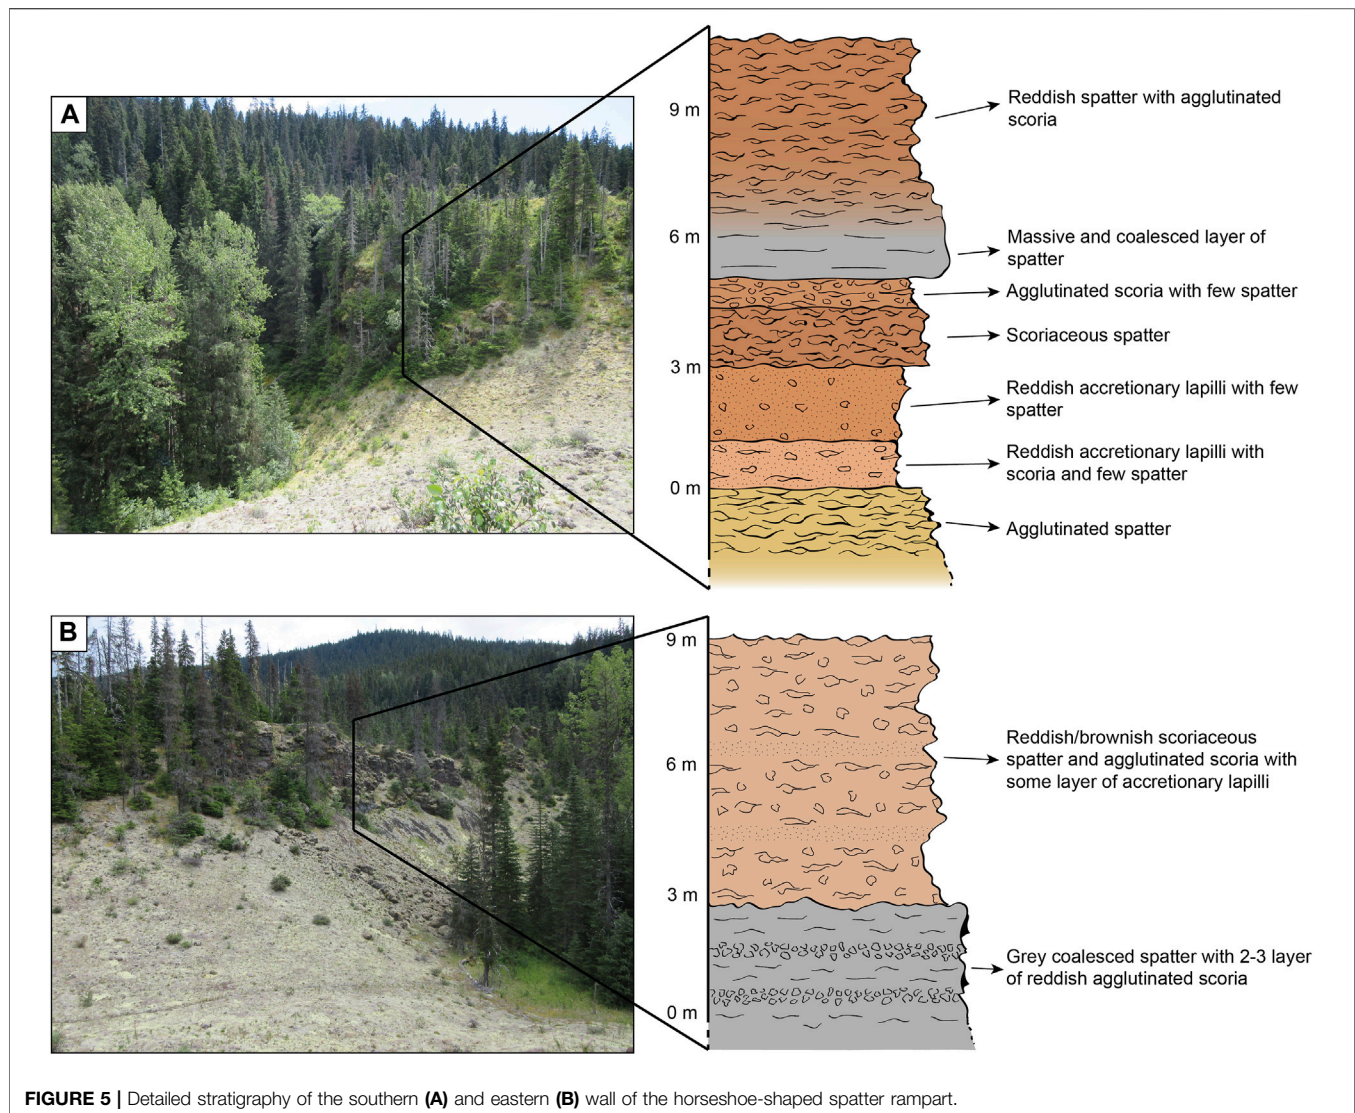 A
9 m
Reddish spatter with agglutinated
scoria
6 m
Massive and coalesced layer of
spatter
Agglutinated scoria with few spatter
Scoriaceous spatter
3 m
Reddish accretionary lapilli with few
spatter
Reddish accretionary lapilli with
scoria and few spatter
0 m
Agglutinated spatter
B
9 m
Reddish/brownish scoriaceous
spatter and agglutinated scoria with
some layer of accretionary lapilli
6 m
3 m
Grey coalesced spatter with 2-3 layer
of reddish agglutinated scoria
0 m
FIGURE 5 | Detailed stratigraphy of the southern (A) and eastern (B) wall of the horseshoe-shaped spatter rampart.